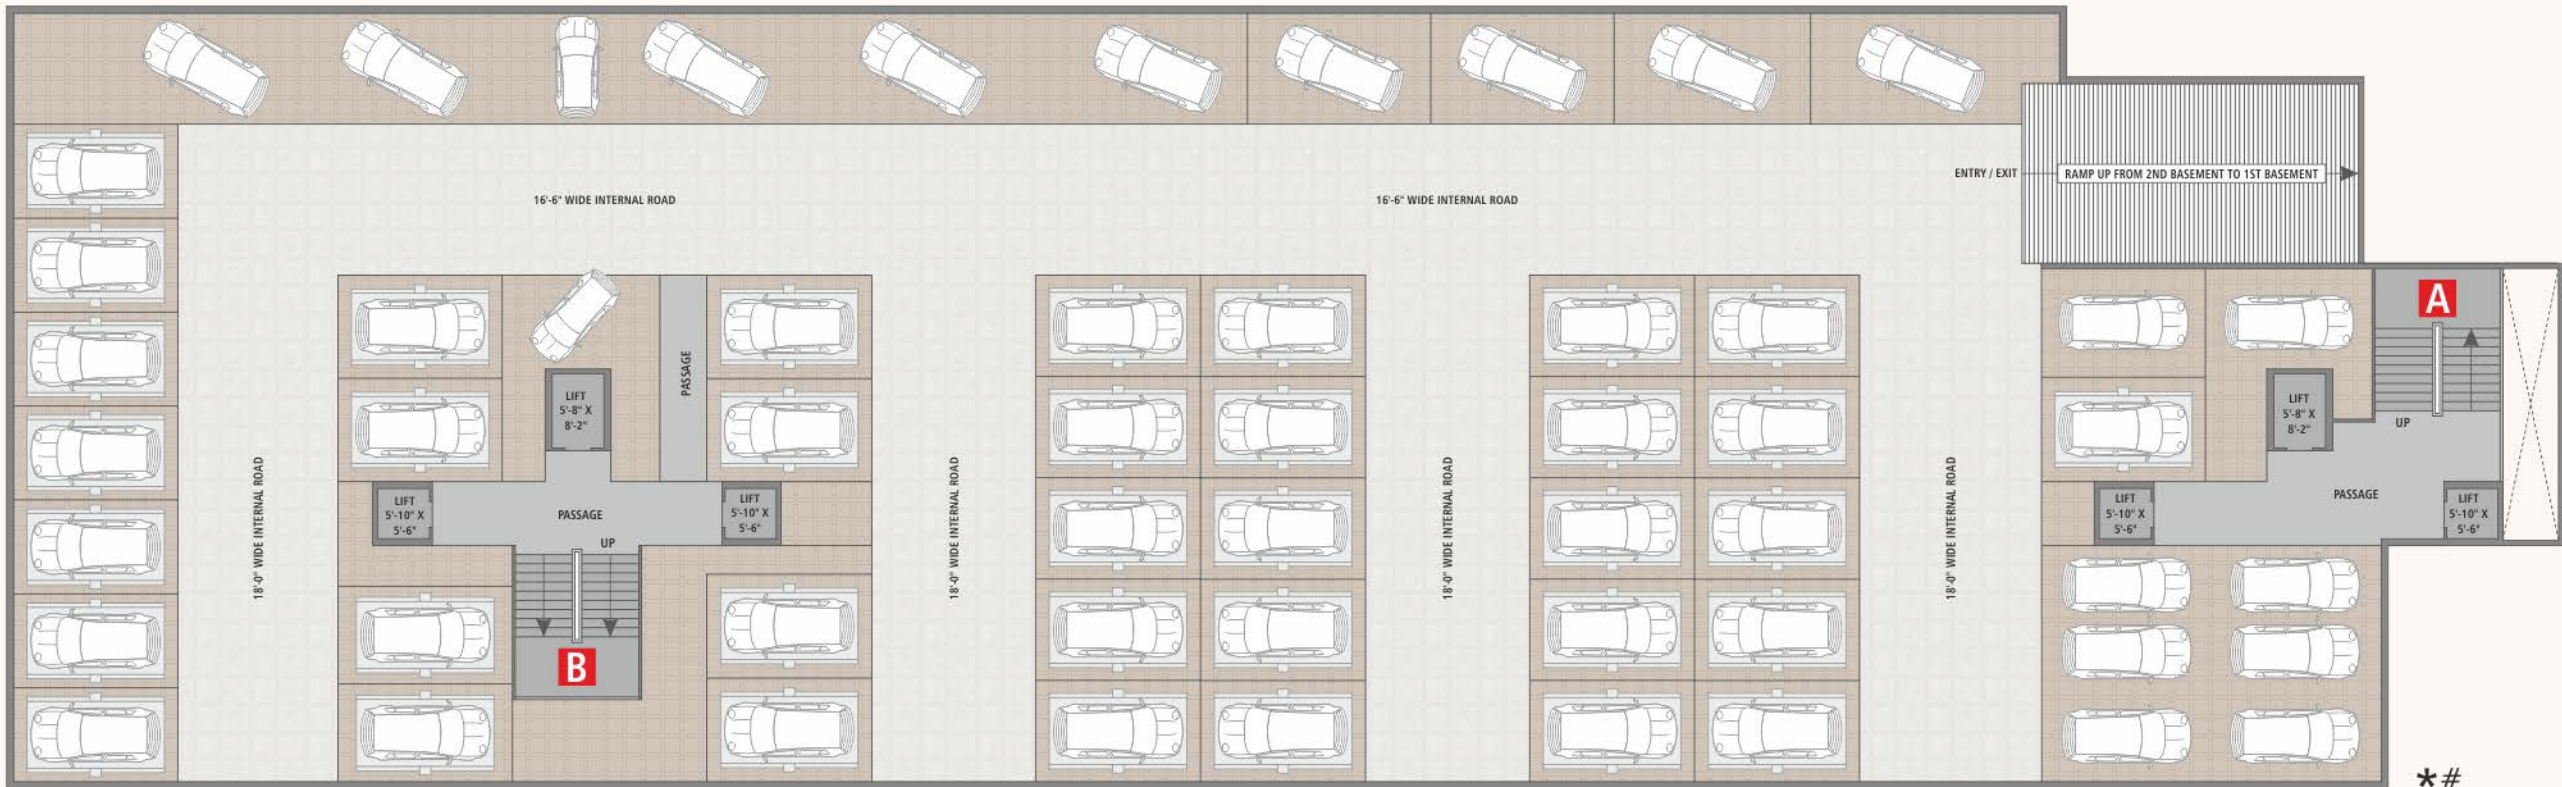 ENTRY / EXIT
RAMP UP FROM 2ND BASEMENT TO 1ST BASEMENT
16'-6" WIDE INTERNAL ROAD
16'-6" WIDE INTERNAL ROAD
A
PASSAGE
LIFT
5'-8" X
8'-2"
LIFT
5'-8" X
8'-2"
UP
18'-0" WIDE INTERNAL ROAD
LIFT
5'-10" X
5'-6"
PASSAGE
LIFT
5'-10" X
5'-6"
UP
18'-0" WIDE INTERNAL ROAD
18'-0" WIDE INTERNAL ROAD
18'-0" WIDE INTERNAL ROAD
LIFT
5'-10" X
5'-6"
PASSAGE
LIFT
5'-10" X
5'-6"
B
*#